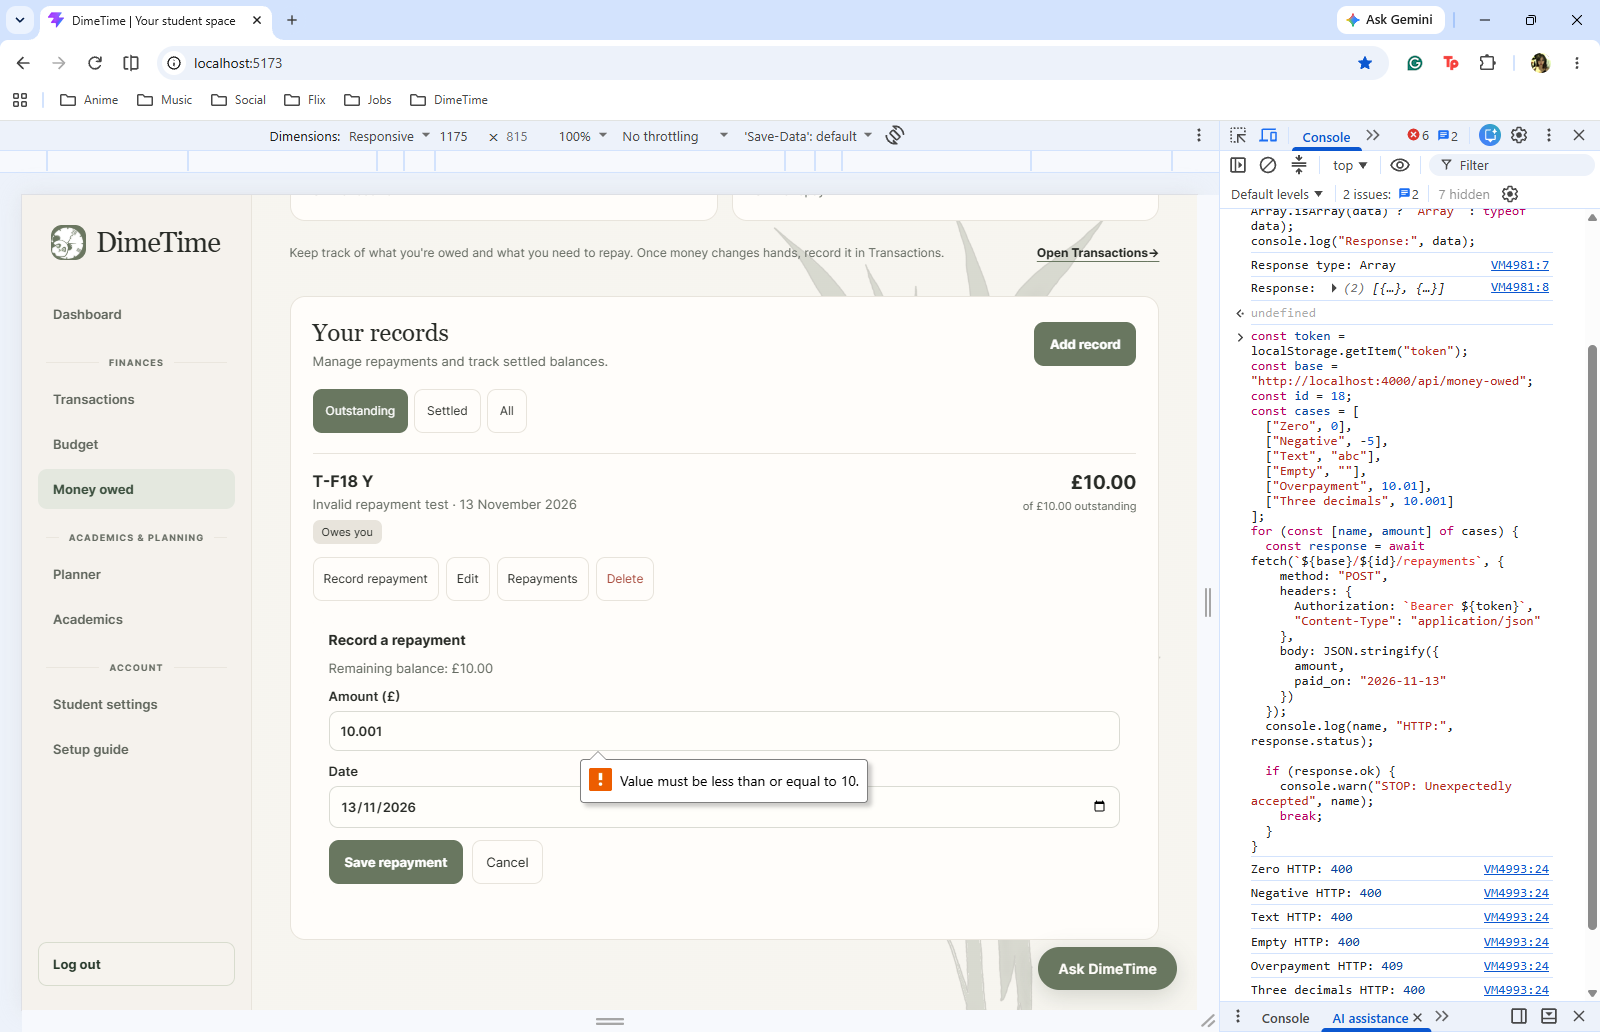 DimeTime | Your student space
Ask Gemini
localhost:5173
Anime
Music
Social
Flix
Jobs
DimeTime
Dimensions: Responsive 1175 × 815 100% No throttling 'Save-Data': default
Console
6
2
top
Filter
Default levels
2 issues: 2
7 hidden
DimeTime
Dashboard
FINANCES
Transactions
Budget
Money owed
ACADEMICS & PLANNING
Planner
Academics
ACCOUNT
Student settings
Setup guide
Log out
Keep track of what you're owed and what you need to repay. Once money changes hands, record it in Transactions.
Open Transactions→
Your records
Manage repayments and track settled balances.
Add record
Outstanding
Settled
All
T-F18 Y
£10.00
Invalid repayment test · 13 November 2026
of £10.00 outstanding
Owes you
Record repayment
Edit
Repayments
Delete
Record a repayment
Remaining balance: £10.00
Amount (£)
10.001
Value must be less than or equal to 10.
Date
13/11/2026
Save repayment
Cancel
Ask DimeTime
Array.isArray(data) ? "Array" : typeof
data);
console.log("Response:", data);
Response type: Array VM4981:7
Response: (2) [{…}, {…}] VM4981:8
undefined
const token =
localStorage.getItem("token");
const base =
"http://localhost:4000/api/money-owed";
const id = 18;
const cases = [
["Zero", 0],
["Negative", -5],
["Text", "abc"],
["Empty", ""],
["Overpayment", 10.01],
["Three decimals", 10.001]
];
for (const [name, amount] of cases) {
const response = await
fetch(`${base}/${id}/repayments`, {
method: "POST",
headers: {
Authorization: `Bearer ${token}`,
"Content-Type": "application/json"
},
body: JSON.stringify({
amount,
paid_on: "2026-11-13"
})
});
console.log(name, "HTTP:",
response.status);
if (response.ok) {
console.warn("STOP: Unexpectedly
accepted", name);
break;
}
}
Zero HTTP: 400 VM4993:24
Negative HTTP: 400 VM4993:24
Text HTTP: 400 VM4993:24
Empty HTTP: 400 VM4993:24
Overpayment HTTP: 409 VM4993:24
Three decimals HTTP: 400 VM4993:24
Console
AI assistance